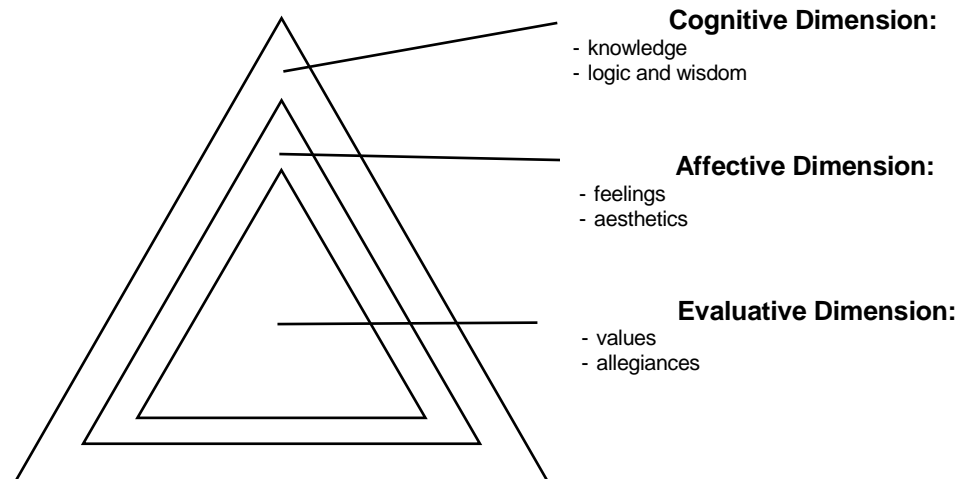 Cognitive Dimension:
- knowledge
- logic and wisdom
Affective Dimension:
- feelings
- aesthetics
Evaluative Dimension:
- values
- allegiances